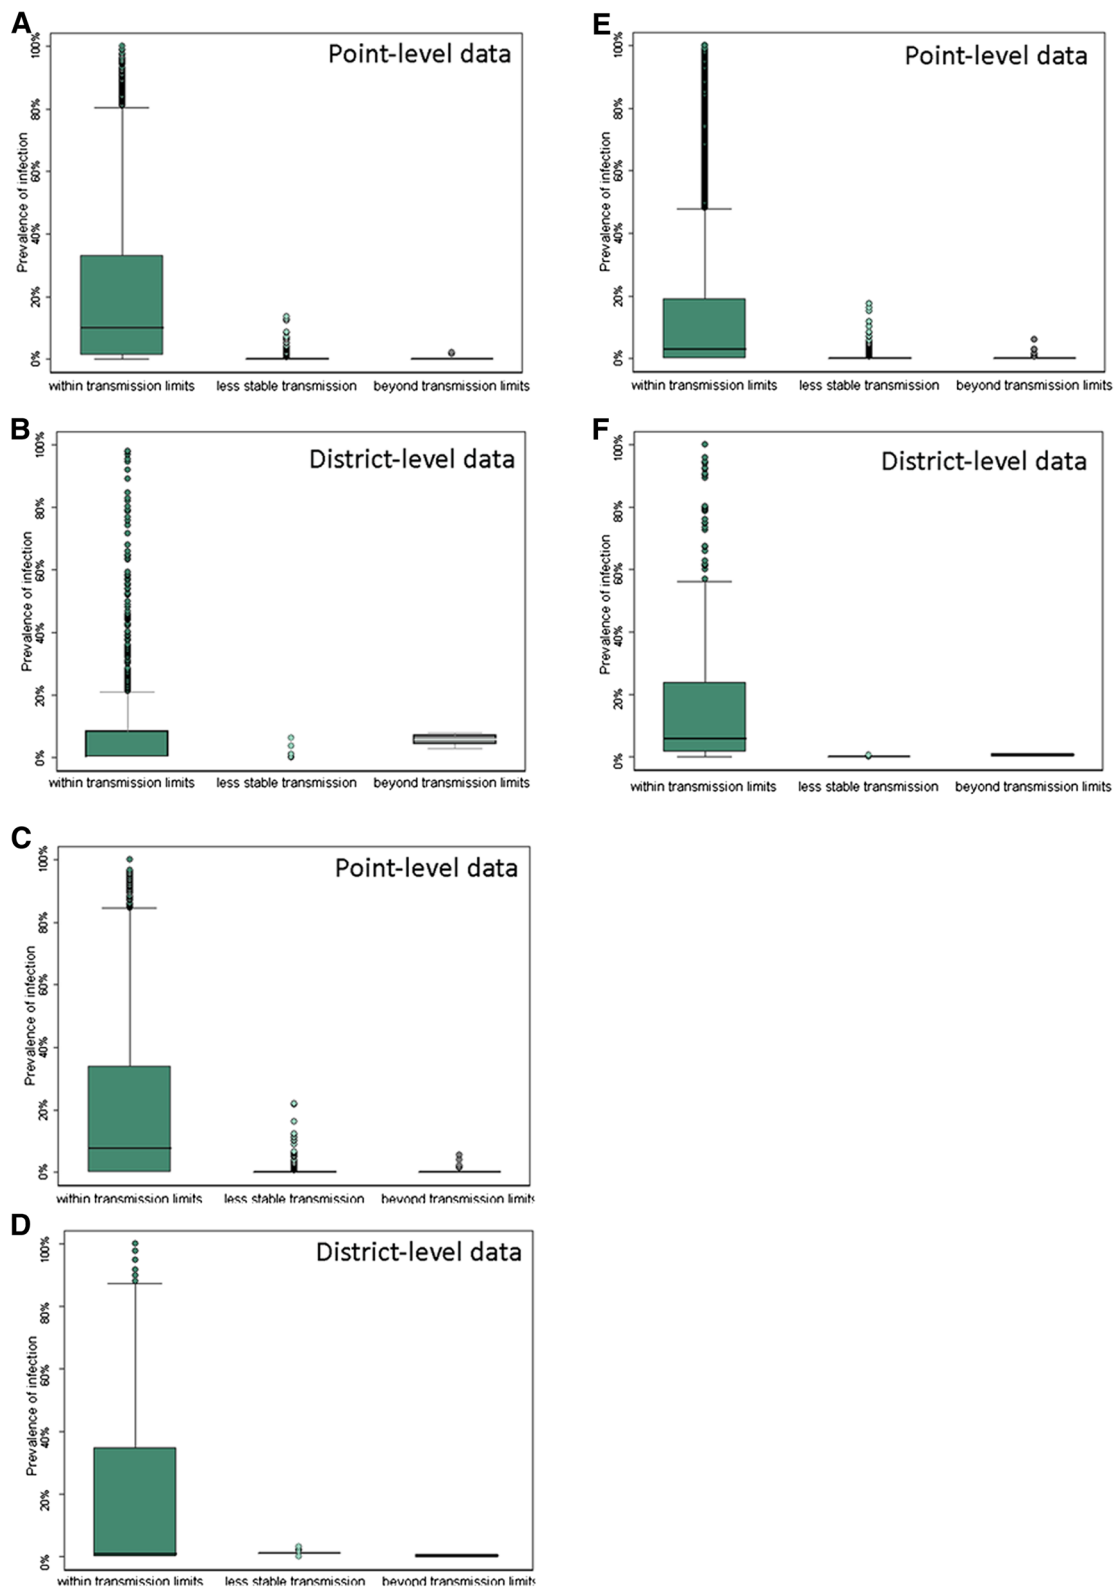 A
Point-level data
Prevalence of infection
100%
80%
60%
40%
20%
0%
within transmission limits less stable transmission beyond transmission limits
B
District-level data
Prevalence of infection
100%
80%
60%
40%
20%
0%
within transmission limits less stable transmission beyond transmission limits
C
Point-level data
Prevalence of infection
100%
80%
60%
40%
20%
0%
within transmission limits less stable transmission beyond transmission limits
D
District-level data
Prevalence of infection
100%
80%
60%
40%
20%
0%
within transmission limits less stable transmission beyond transmission limits
E
Point-level data
Prevalence of infection
100%
80%
60%
40%
20%
0%
within transmission limits less stable transmission beyond transmission limits
F
District-level data
Prevalence of infection
100%
80%
60%
40%
20%
0%
within transmission limits less stable transmission beyond transmission limits